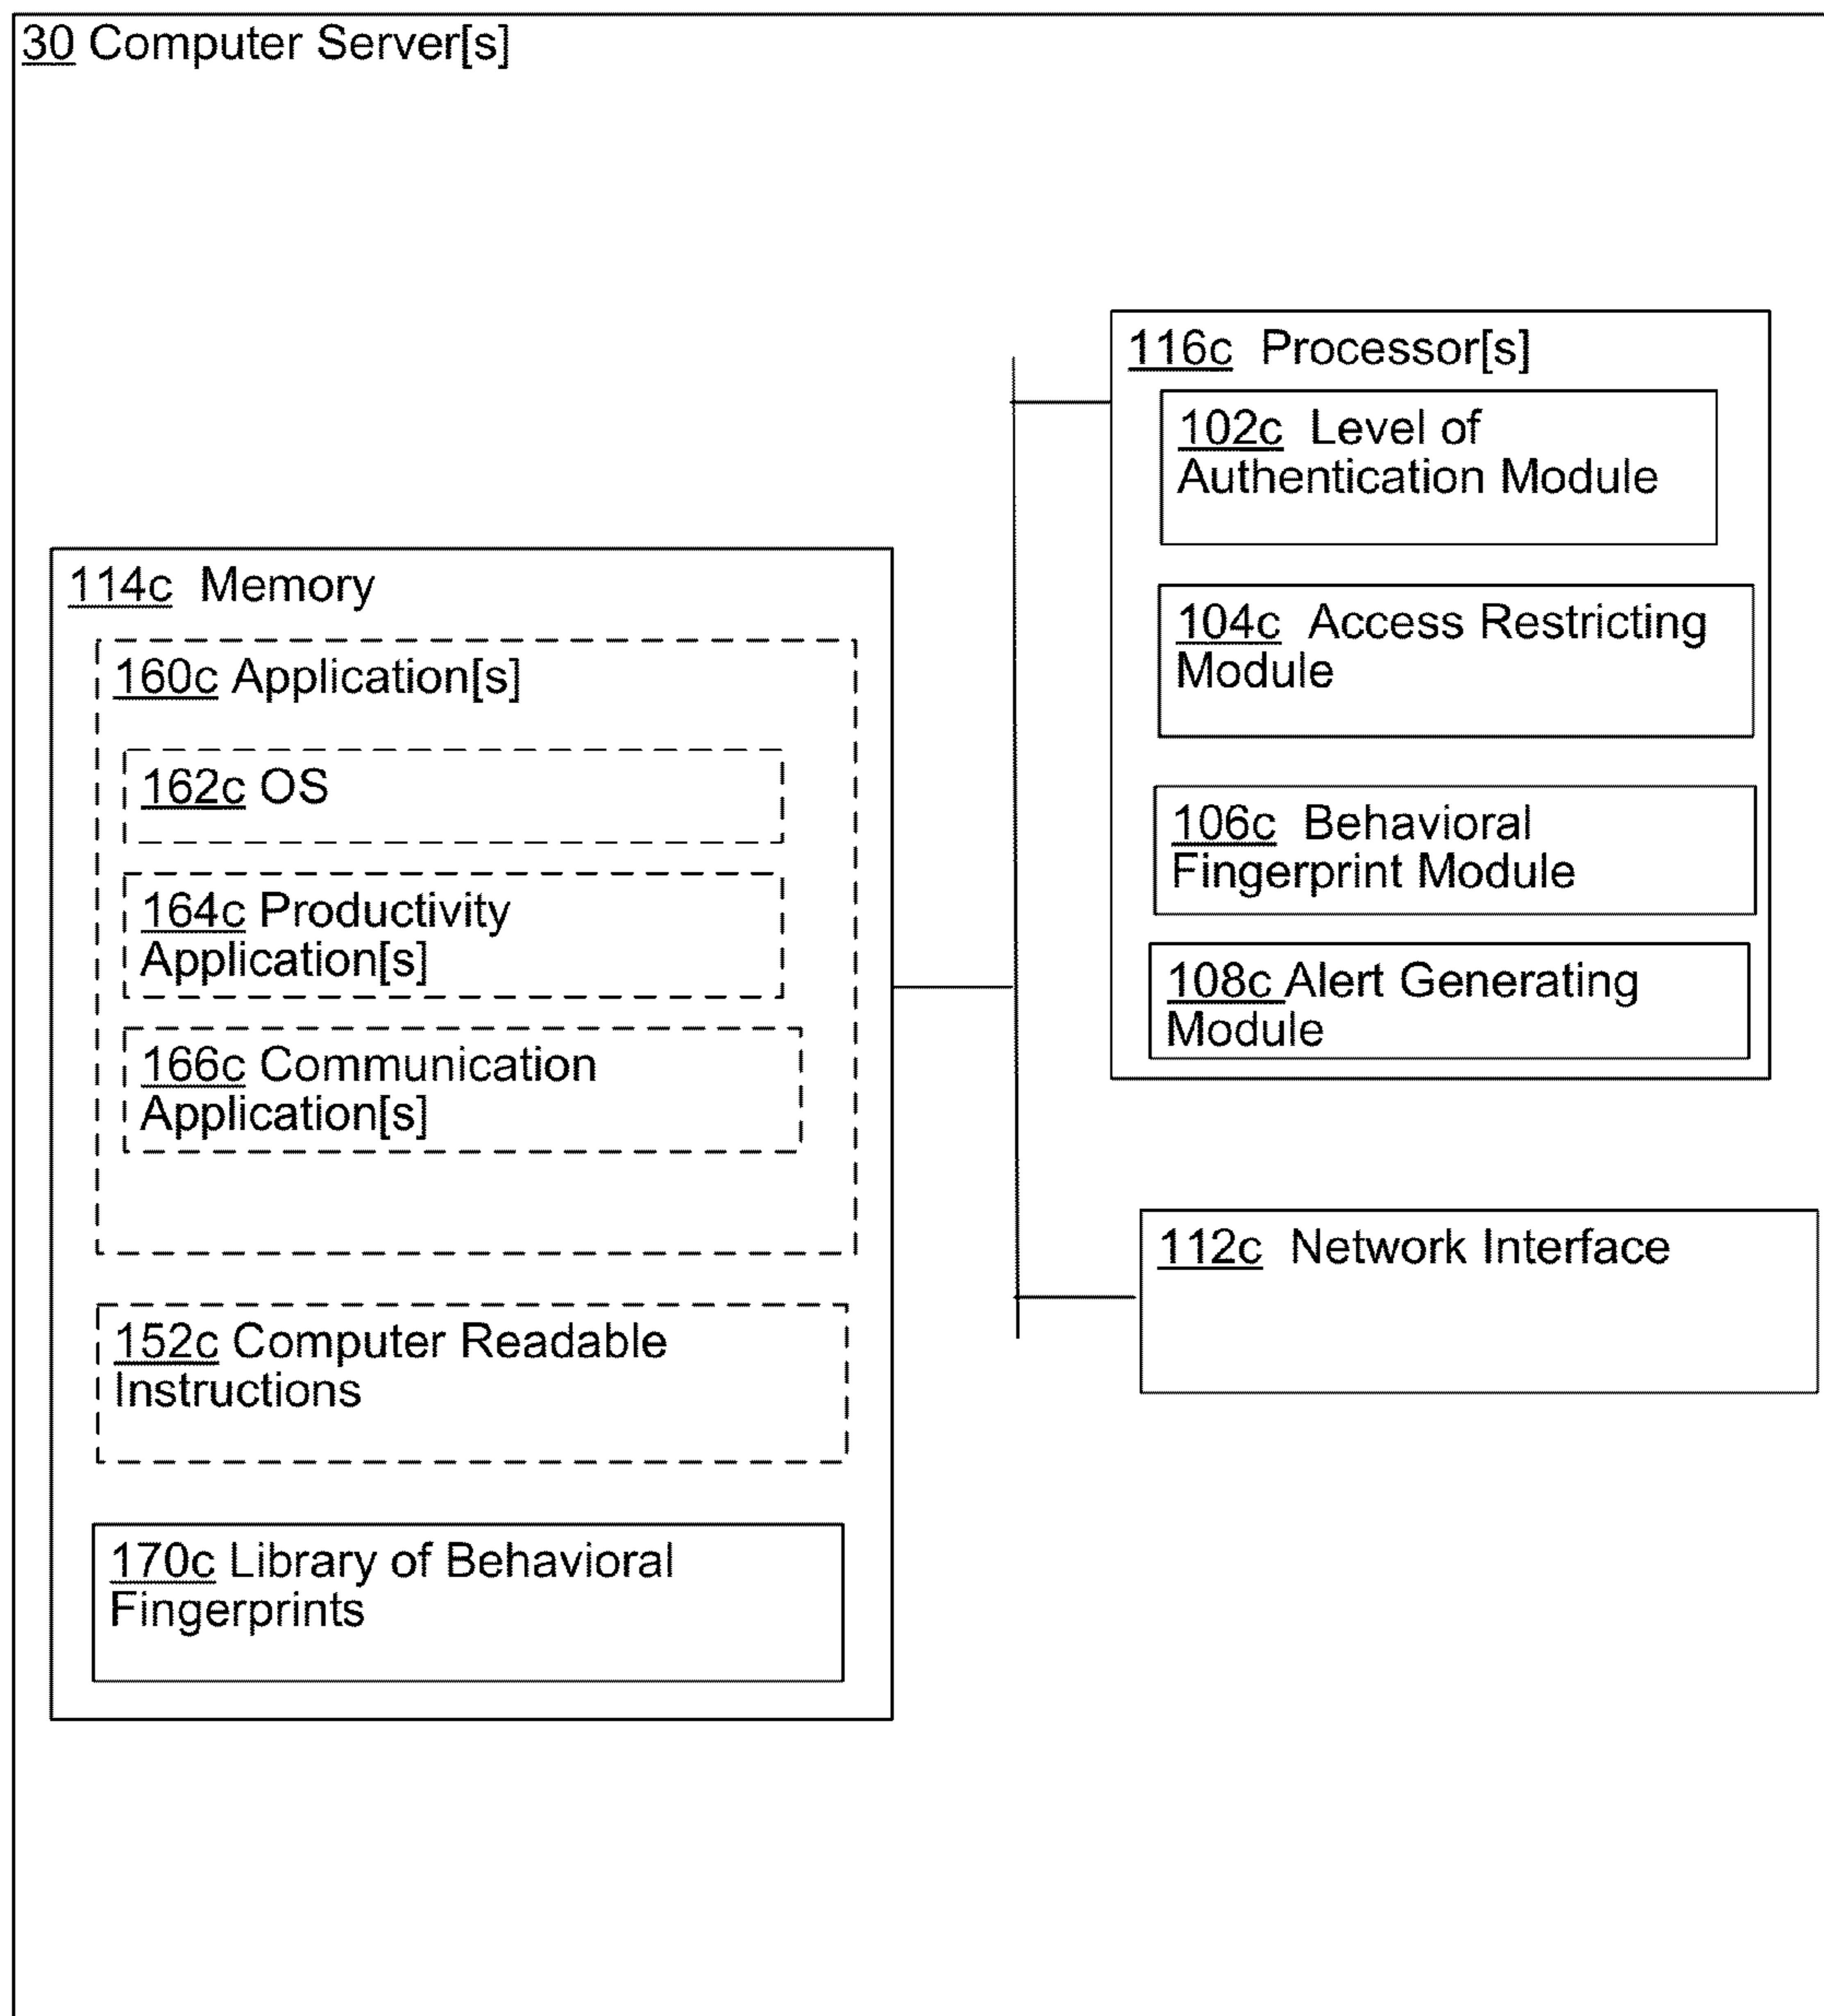 30 Computer Server[s]
116c Processor[s]
102c Level of
Authentication Module
104c Access Restricting
Module
106c Behavioral
Fingerprint Module
108c Alert Generating
Module
114c Memory
160c Application[s]
162c OS
164c Productivity
Application[s]
166c Communication
Application[s]
152c Computer Readable
Instructions
170c Library of Behavioral
Fingerprints
112c Network Interface